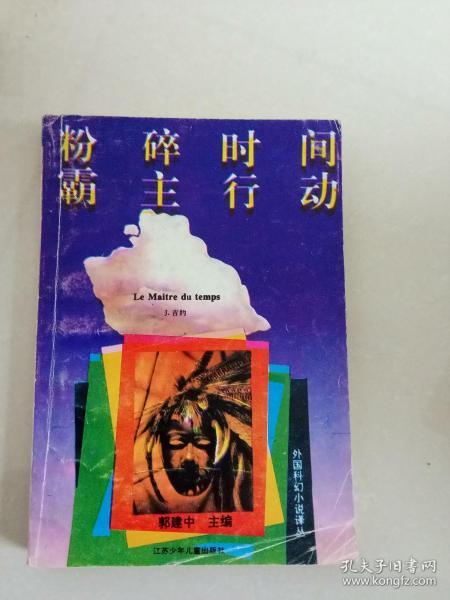 粉碎时间
霸主行动
Le Maitre du temps
J.吉约
外国科幻小说译丛
郭建中 主编
江苏少年儿童出版社
孔夫子旧书网
www.kongfz.com